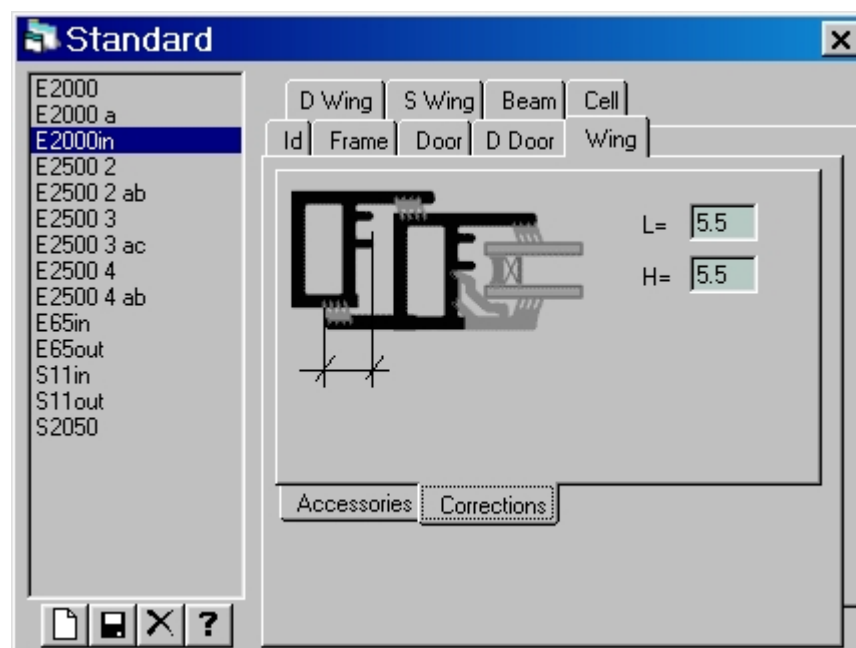 Standard
E2000
E2000 a
E2000in
E2500 2
E2500 2 ab
E2500 3
E2500 3 ac
E2500 4
E2500 4 ab
E65in
E65out
S11in
S11out
S2050
D Wing S Wing Beam Cell
Id Frame Door D Door Wing
L= 5.5
H= 5.5
Accessories Corrections
?